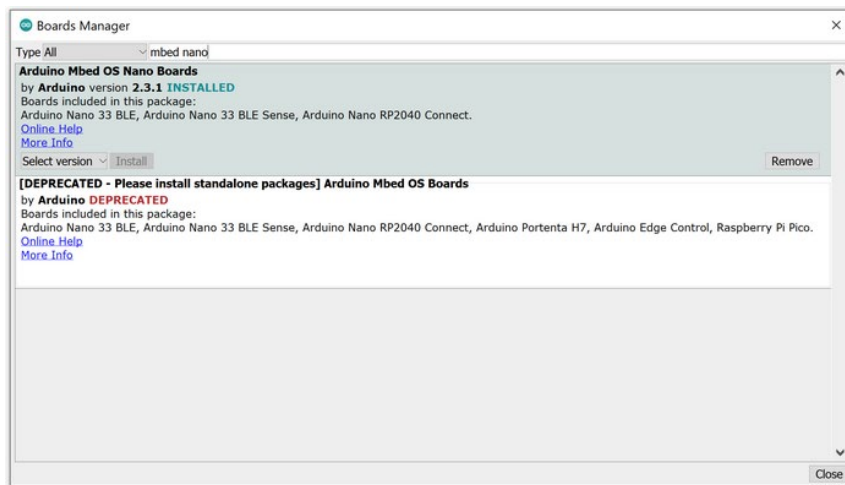 Boards Manager
Type All mbed nano
Arduino Mbed OS Nano Boards
by Arduino version 2.3.1 INSTALLED
Boards included in this package:
Arduino Nano 33 BLE, Arduino Nano 33 BLE Sense, Arduino Nano RP2040 Connect.
Online Help
More Info
Select version Install Remove
[DEPRECATED - Please install standalone packages] Arduino Mbed OS Boards
by Arduino DEPRECATED
Boards included in this package:
Arduino Nano 33 BLE, Arduino Nano 33 BLE Sense, Arduino Nano RP2040 Connect, Arduino Portenta H7, Arduino Edge Control, Raspberry Pi Pico.
Online Help
More Info
Close